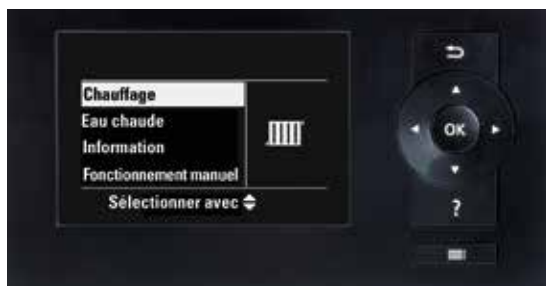 Chauffage
Eau chaude
Information
Fonctionnement manuel
Sélectionner avec
OK
?